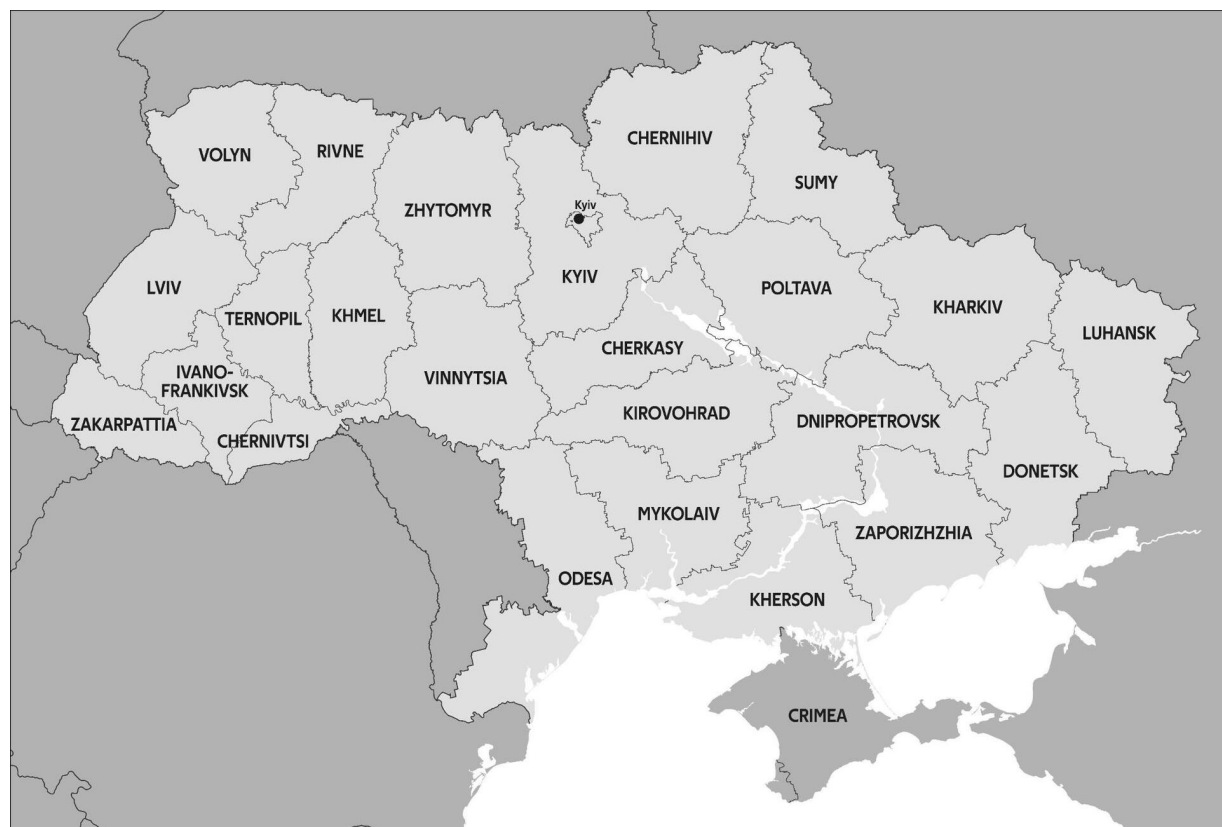 CHERNIHIV
VOLYN
RIVNE
SUMY
ZHYTOMYR
Kyiv
KYIV
LVIV
TERNOPIL
KHMEL
POLTAVA
KHARKIV
LUHANSK
CHERKASY
IVANO-
FRANKIVSK
VINNYTSIA
KIROVOHRAD
DNIPROPETROVSK
ZAKARPATTIA
CHERNIVTSI
DONETSK
MYKOLAIV
ZAPORIZHZHIA
ODESA
KHERSON
CRIMEA